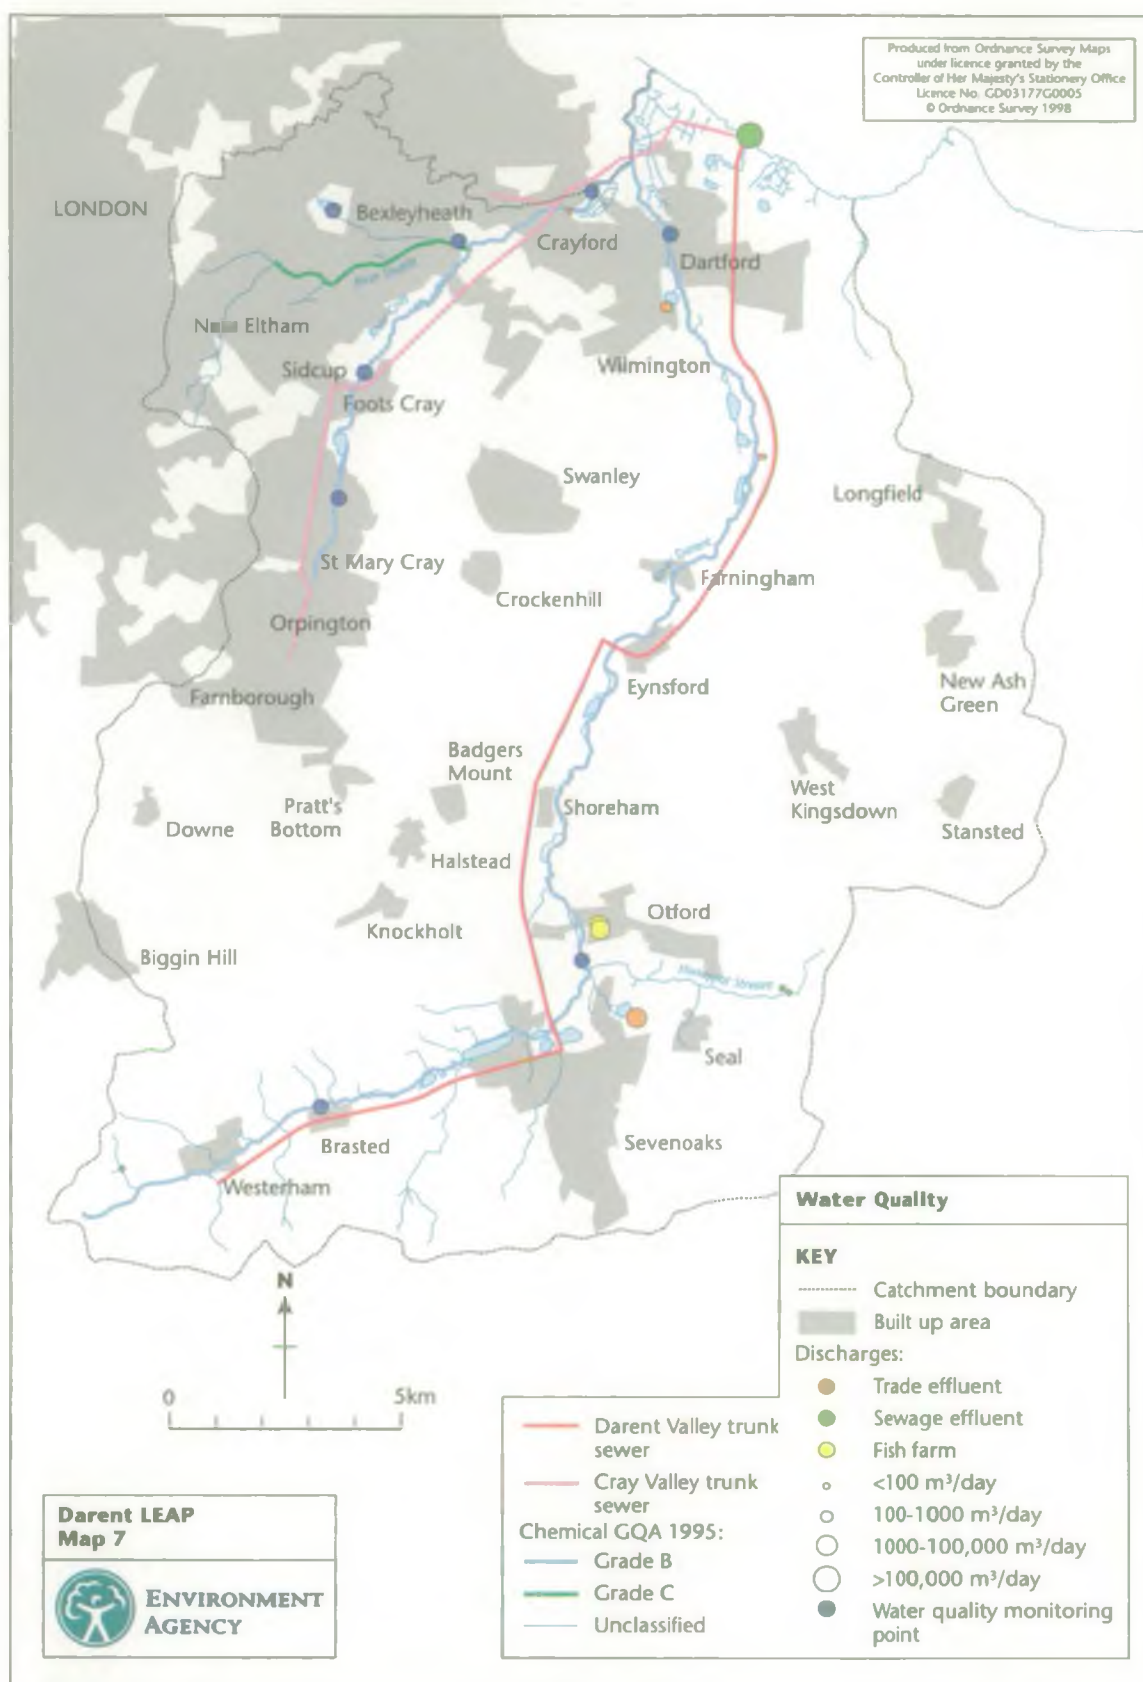 Produced from Ordnance Survey Maps
under licence granted by the
Controller of Her Majesty's Stationery Office
Licence No. GD03177G0005
© Ordnance Survey 1998
LONDON
Bexleyheath
Crayford
Dartford
N
Eltham
Wilmington
Sidcup
Foots Cray
Swanley
Longfield
St Mary Cray
Darent
Farningham
Crockenhill
Orpington
Eynsford
New Ash
Green
Farnborough
Badgers
Mount
West
Kingsdown
Pratt's
Bottom
Shoreham
Downe
Stansted
Halstead
Otford
Knockholt
Biggin Hill
Seal
Brasted
Sevenoaks
Westerham
N
0 5km
Water Quality
KEY
Catchment boundary
Built up area
Discharges:
Trade effluent
Sewage effluent
Fish farm
<100 m³/day
100-1000 m³/day
1000-100,000 m³/day
>100,000 m³/day
Water quality monitoring
point
Darent Valley trunk
sewer
Cray Valley trunk
sewer
Chemical GQA 1995:
Grade B
Grade C
Unclassified
Darent LEAP
Map 7
ENVIRONMENT
AGENCY